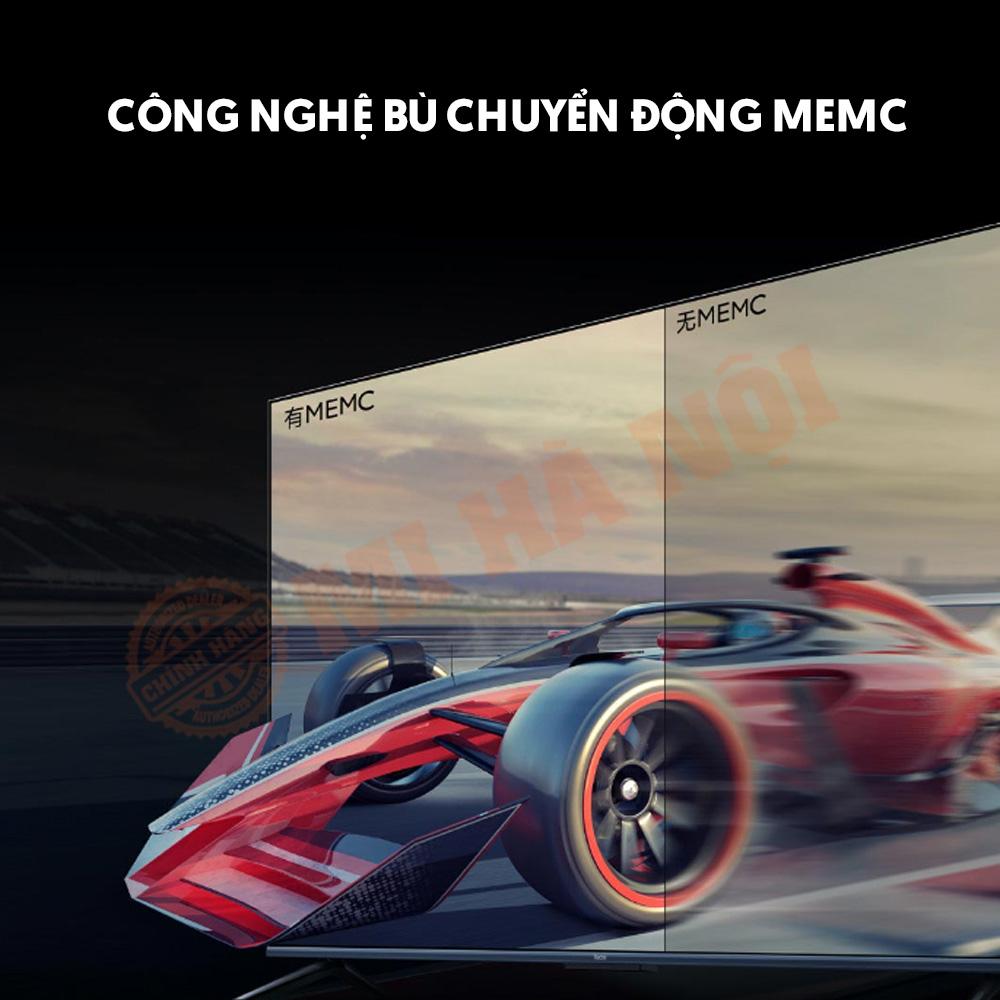 CÔNG NGHỆ BÙ CHUYỂN ĐỘNG MEMC
无MEMC
有MEMC
MI HÀ NỘI
AUTHORIZED DEALER
CHÍNH HÃNG
AUTHORIZED DEALER